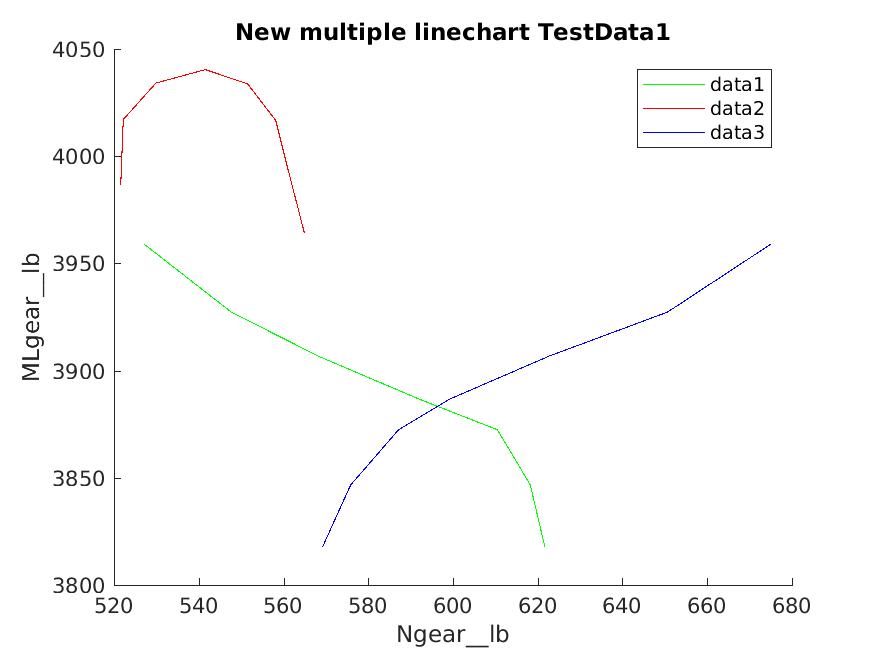 New multiple linechart TestData1
4050
4000
3950
3900
3850
3800
MLgear__lb
data1
data2
data3
520 540 560 580 600 620 640 660 680
Ngear__lb